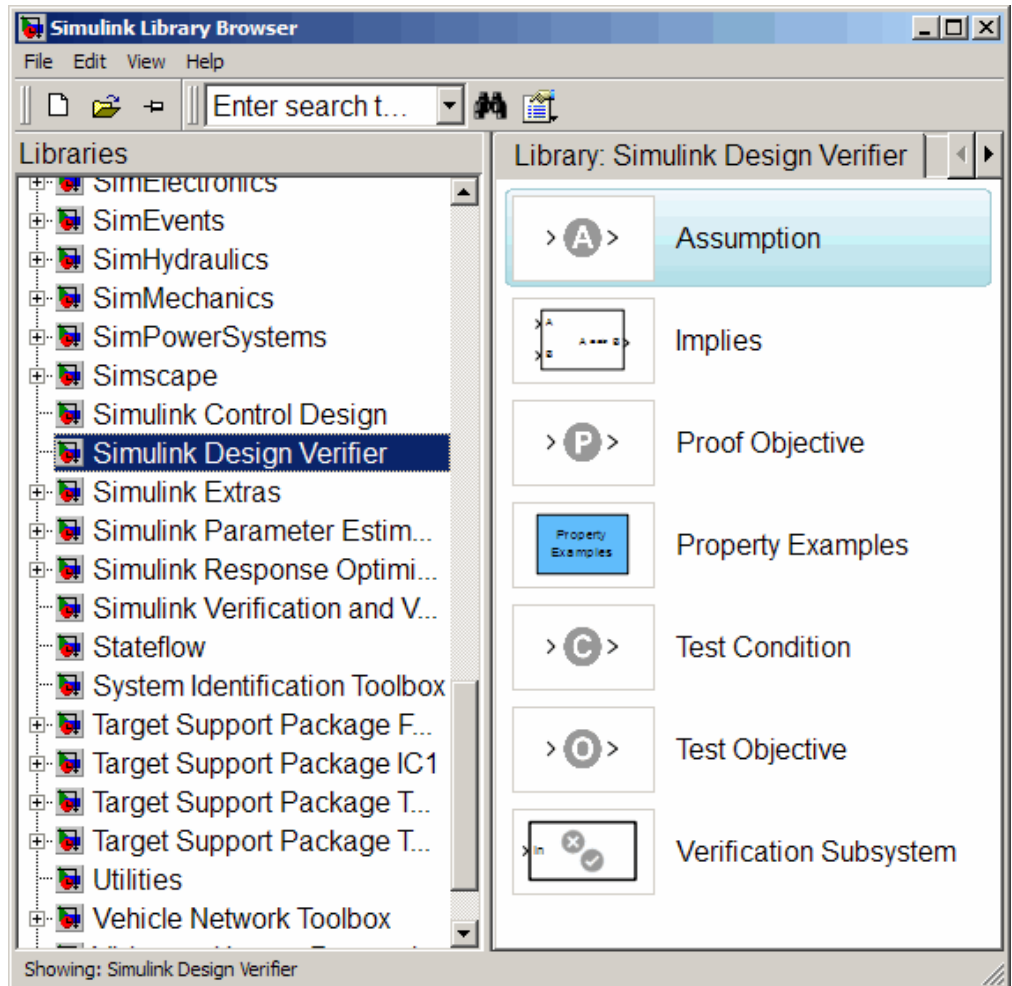 Simulink Library Browser
File Edit View Help
Enter search t...
Libraries
SimElectronics
SimEvents
SimHydraulics
SimMechanics
SimPowerSystems
Simscape
Simulink Control Design
Simulink Design Verifier
Simulink Extras
Simulink Parameter Estim...
Simulink Response Optimi...
Simulink Verification and V...
Stateflow
System Identification Toolbox
Target Support Package F...
Target Support Package IC1
Target Support Package T...
Target Support Package T...
Utilities
Vehicle Network Toolbox
Library: Simulink Design Verifier
A
Assumption
A
B
A ==> B
Implies
P
Proof Objective
Property
Examples
Property Examples
C
Test Condition
O
Test Objective
In
Verification Subsystem
Showing: Simulink Design Verifier